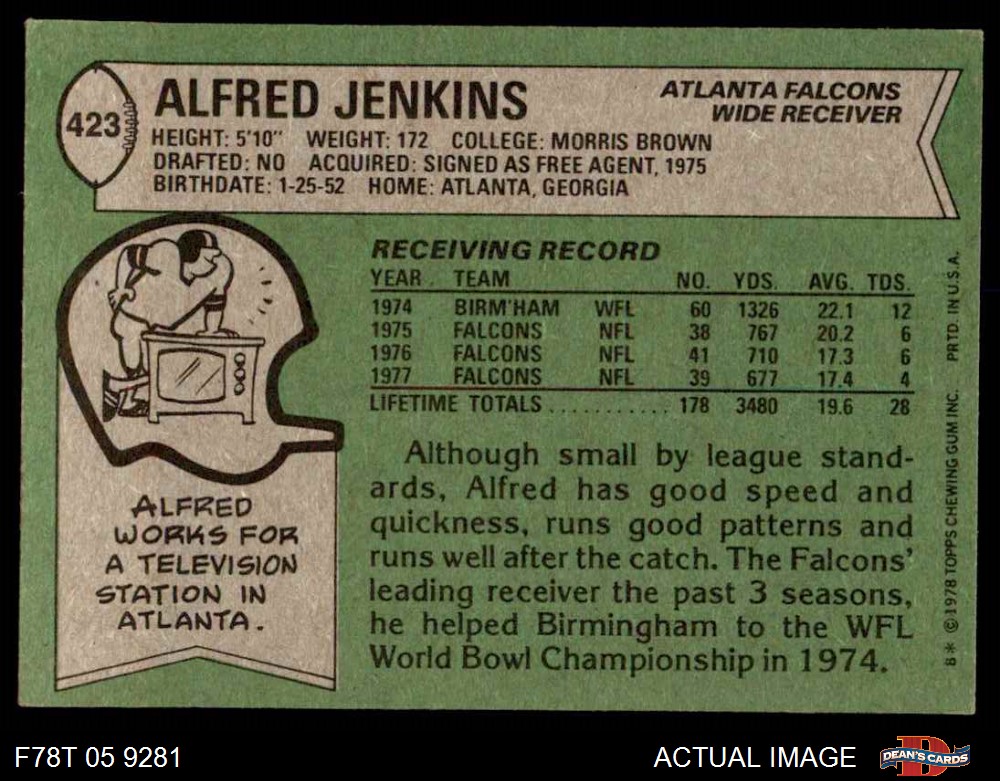 423
ALFRED JENKINS
ATLANTA FALCONS
WIDE RECEIVER
HEIGHT: 5'10" WEIGHT: 172 COLLEGE: MORRIS BROWN
DRAFTED: NO ACQUIRED: SIGNED AS FREE AGENT, 1975
BIRTHDATE: 1-25-52 HOME: ATLANTA, GEORGIA
RECEIVING RECORD
YEAR TEAM NO. YDS. AVG. TDS.
1974 BIRM'HAM WFL 60 1326 22.1 12
1975 FALCONS NFL 38 767 20.2 6
1976 FALCONS NFL 41 710 17.3 6
1977 FALCONS NFL 39 677 17.4 4
LIFETIME TOTALS ........... 178 3480 19.6 28
Although small by league stand-
ards, Alfred has good speed and
quickness, runs good patterns and
runs well after the catch. The Falcons'
leading receiver the past 3 seasons,
he helped Birmingham to the WFL
World Bowl Championship in 1974.
ALFRED
WORKS FOR
A TELEVISION
STATION IN
ATLANTA.
8* ©1978 TOPPS CHEWING GUM INC. PRTD. IN U.S.A.
F78T 05 9281
ACTUAL IMAGE
D
DEAN'S CARDS